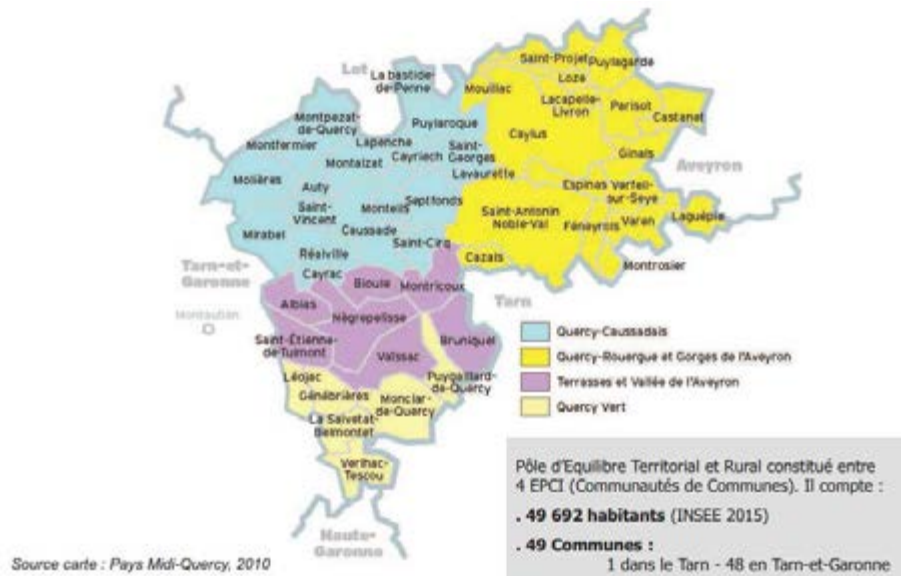 Saint-Projet
Puylagarde
Loze
Lot
La bastide-
de-Penne
Mouillac
Lacapelle-
Livron
Parisot
Castanet
Montpezat-
de-Quercy
Puylaroque
Caylus
Montfermier
Lapenche
Saint-
Georges
Montalzat
Cayriech
Ginals
Aveyron
Lavaurette
Molières
Auty
Espinas
Verfeil-
sur-Seye
Septfonds
Saint-
Vincent
Monteils
Saint-Antonin
Noble-Val
Laguépie
Varen
Féneyrols
Caussade
Mirabel
Saint-Cirq
Réalville
Cazals
Montrosier
Tarn-et-
Garonne
Cayrac
Bioule
Montricoux
Tarn
Albias
Montauban
Nègrepelisse
Saint-Étienne-
de-Tulmont
Bruniquel
Vaïssac
Léojac
Puygaillard-
de-Quercy
Génébrières
Monclar-
de-Quercy
La Salvetat-
Belmontet
Verlhac-
Tescou
Haute-
Garonne
Quercy-Caussadais
Quercy-Rouergue et Gorges de l'Aveyron
Terrasses et Vallée de l'Aveyron
Quercy Vert
Pôle d'Equilibre Territorial et Rural constitué entre
4 EPCI (Communautés de Communes). Il compte :
. 49 692 habitants (INSEE 2015)
. 49 Communes :
1 dans le Tarn - 48 en Tarn-et-Garonne
Source carte : Pays Midi-Quercy, 2010